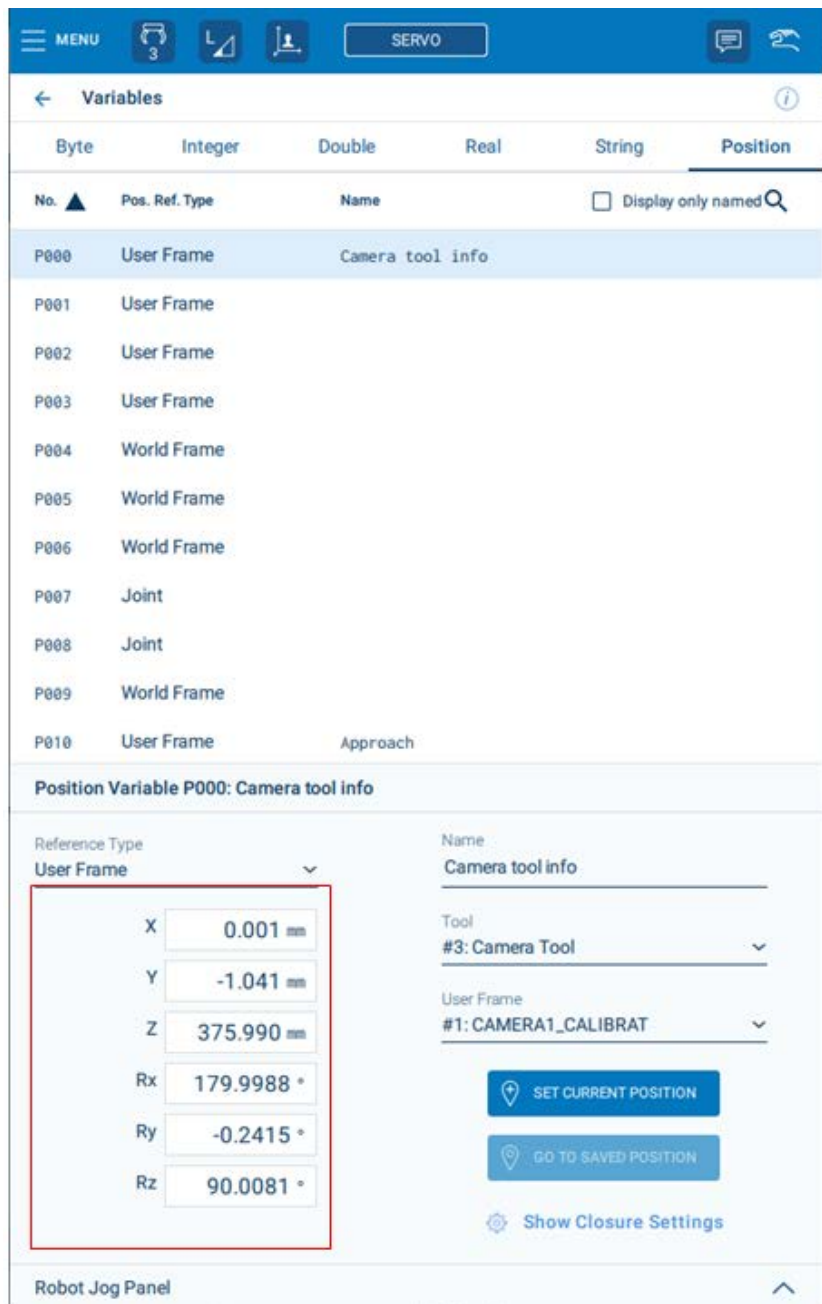 MENU 3 L SERVO
Variables i
Byte Integer Double Real String Position
No. Pos. Ref. Type Name Display only named
P000 User Frame Camera tool info
P001 User Frame
P002 User Frame
P003 User Frame
P004 World Frame
P005 World Frame
P006 World Frame
P007 Joint
P008 Joint
P009 World Frame
P010 User Frame Approach
Position Variable P000: Camera tool info
Reference Type
User Frame
X 0.001 mm
Y -1.041 mm
Z 375.990 mm
Rx 179.9988 °
Ry -0.2415 °
Rz 90.0081 °
Name
Camera tool info
Tool
#3: Camera Tool
User Frame
#1: CAMERA1_CALIBRAT
SET CURRENT POSITION
GO TO SAVED POSITION
Show Closure Settings
Robot Jog Panel